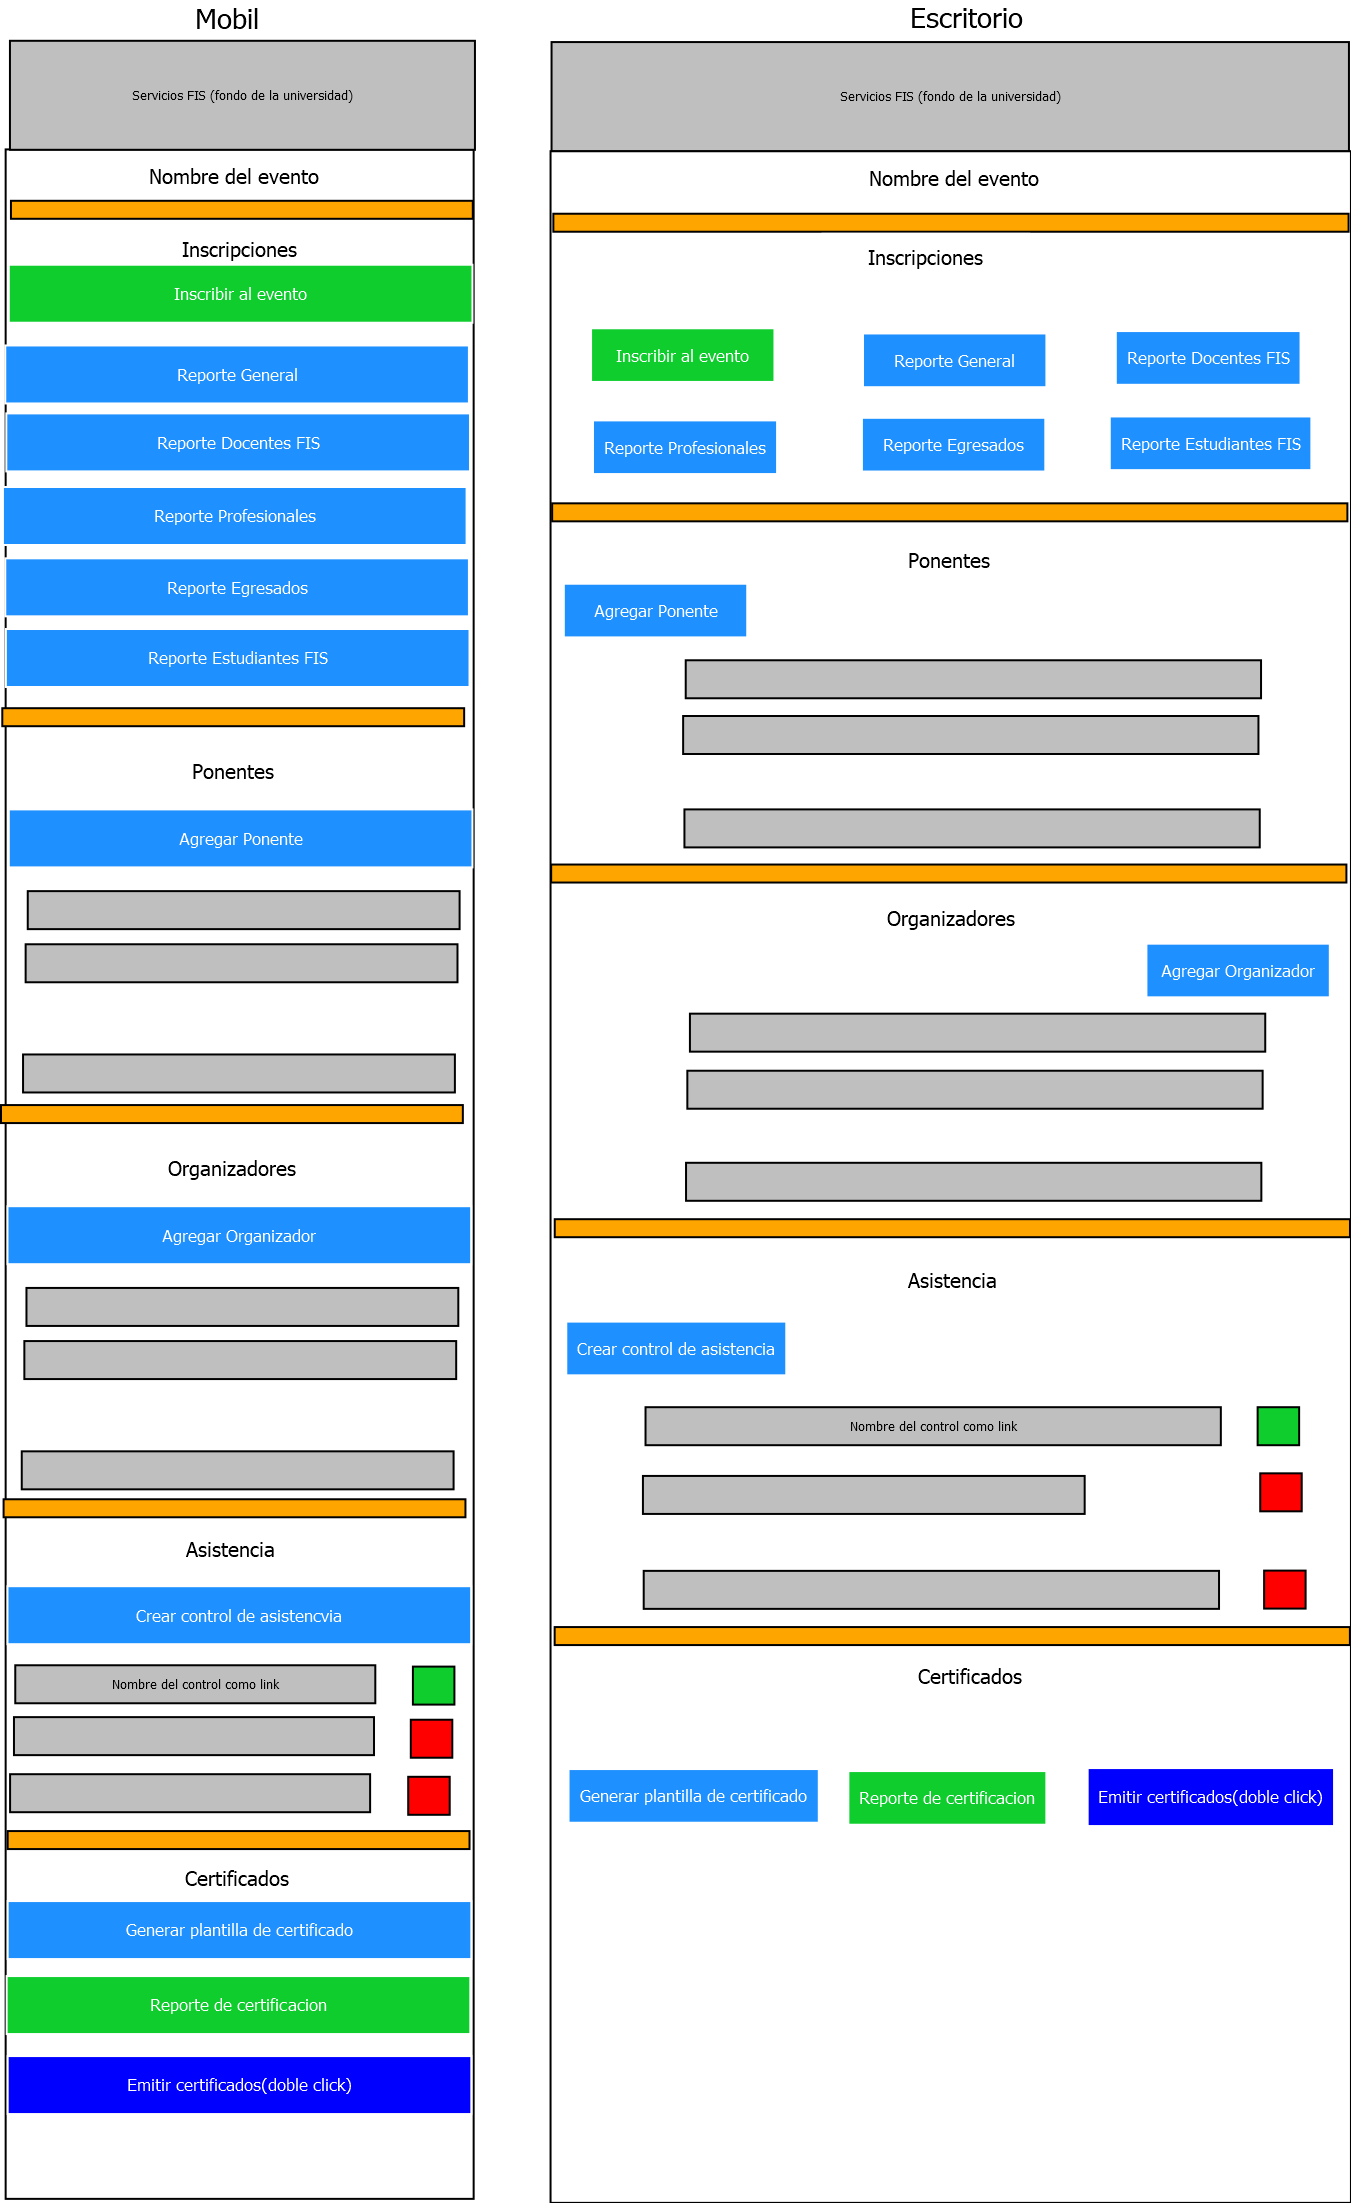 Mobil
Servicios FIS (fondo de la universidad)
Nombre del evento
Inscripciones
Inscribir al evento
Reporte General
Reporte Docentes FIS
Reporte Profesionales
Reporte Egresados
Reporte Estudiantes FIS
Ponentes
Agregar Ponente
Organizadores
Agregar Organizador
Asistencia
Crear control de asistencvia
Nombre del control como link
Certificados
Generar plantilla de certificado
Reporte de certificacion
Emitir certificados(doble click)
Escritorio
Servicios FIS (fondo de la universidad)
Nombre del evento
Inscripciones
Inscribir al evento
Reporte General
Reporte Docentes FIS
Reporte Profesionales
Reporte Egresados
Reporte Estudiantes FIS
Ponentes
Agregar Ponente
Organizadores
Agregar Organizador
Asistencia
Crear control de asistencia
Nombre del control como link
Certificados
Generar plantilla de certificado
Reporte de certificacion
Emitir certificados(doble click)